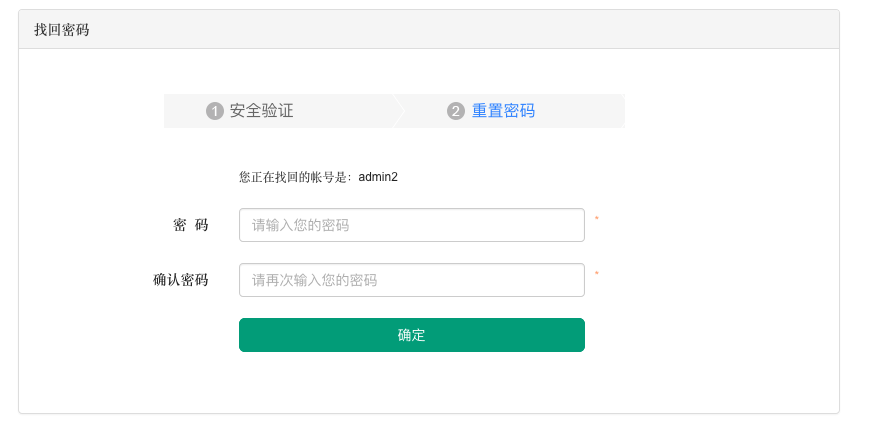 找回密码
1 安全验证 2 重置密码
您正在找回的帐号是：admin2
密 码 请输入您的密码 *
确认密码 请再次输入您的密码 *
确定